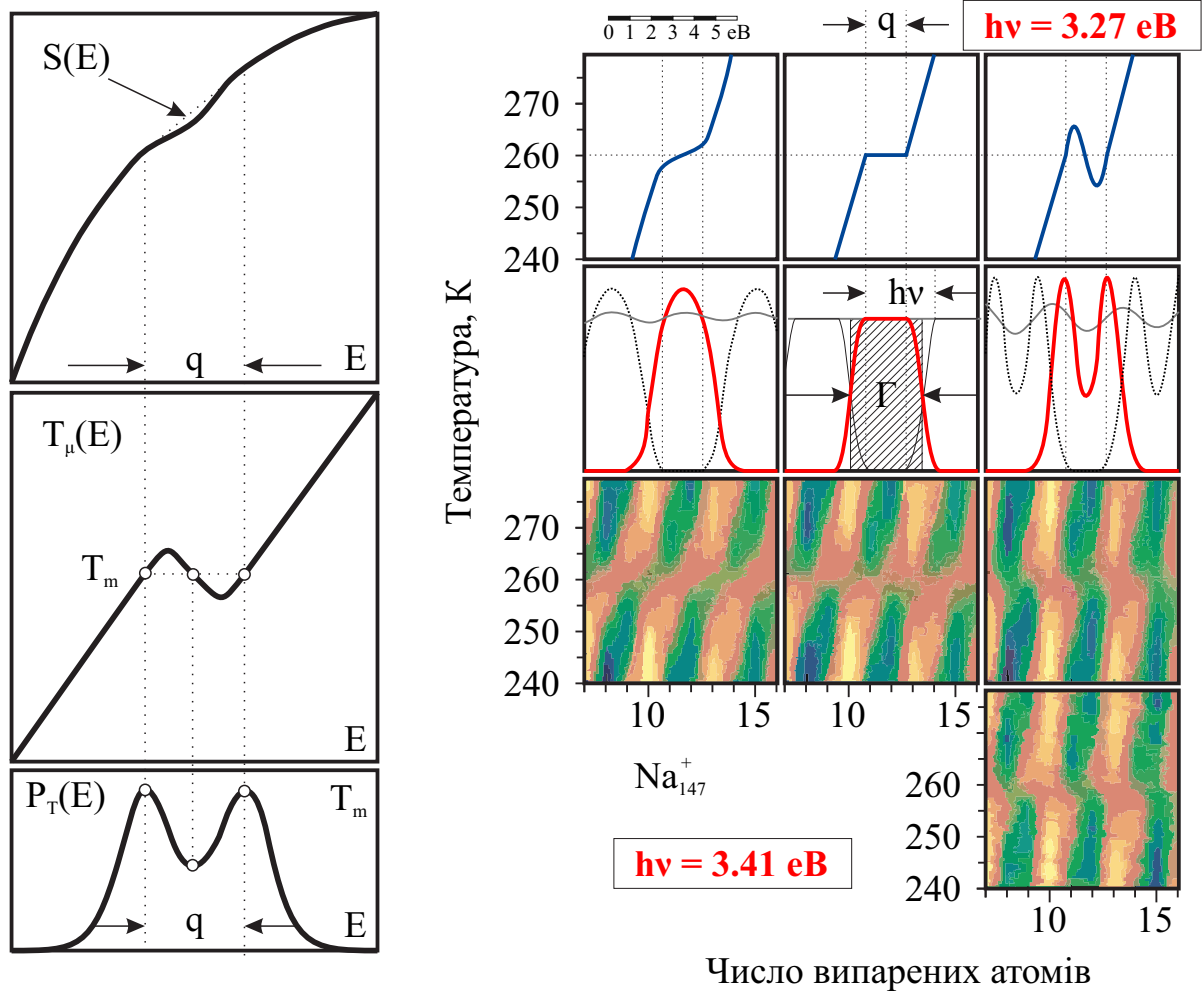 S(E)
q
E
T_μ(E)
T_m
E
P_T(E)
T_m
q
E
0 1 2 3 4 5 eB
q
hν = 3.27 eB
270
260
250
240
hν
Γ
Температура, К
270
260
250
240
10 15
10 15
Na⁺₁₄₇
hν = 3.41 eB
260
250
240
10 15
Число випарених атомів